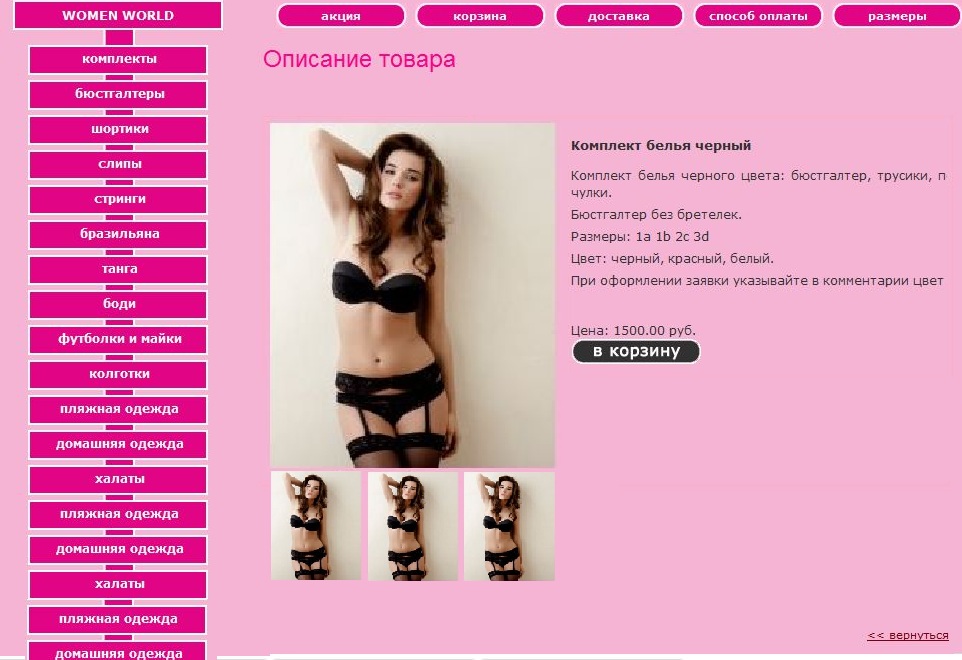 WOMEN WORLD
акция
корзина
доставка
способ оплаты
размеры
комплекты
бюстгалтеры
шортики
слипы
стринги
бразильяна
танга
боди
футболки и майки
колготки
пляжная одежда
домашняя одежда
халаты
пляжная одежда
домашняя одежда
халаты
пляжная одежда
домашняя одежда
Описание товара
Комплект белья черный
Комплект белья черного цвета: бюстгалтер, трусики, п
чулки.
Бюстгалтер без бретелек.
Размеры: 1a 1b 2c 3d
Цвет: черный, красный, белый.
При оформлении заявки указывайте в комментарии цвет
Цена: 1500.00 руб.
в корзину
<< вернуться